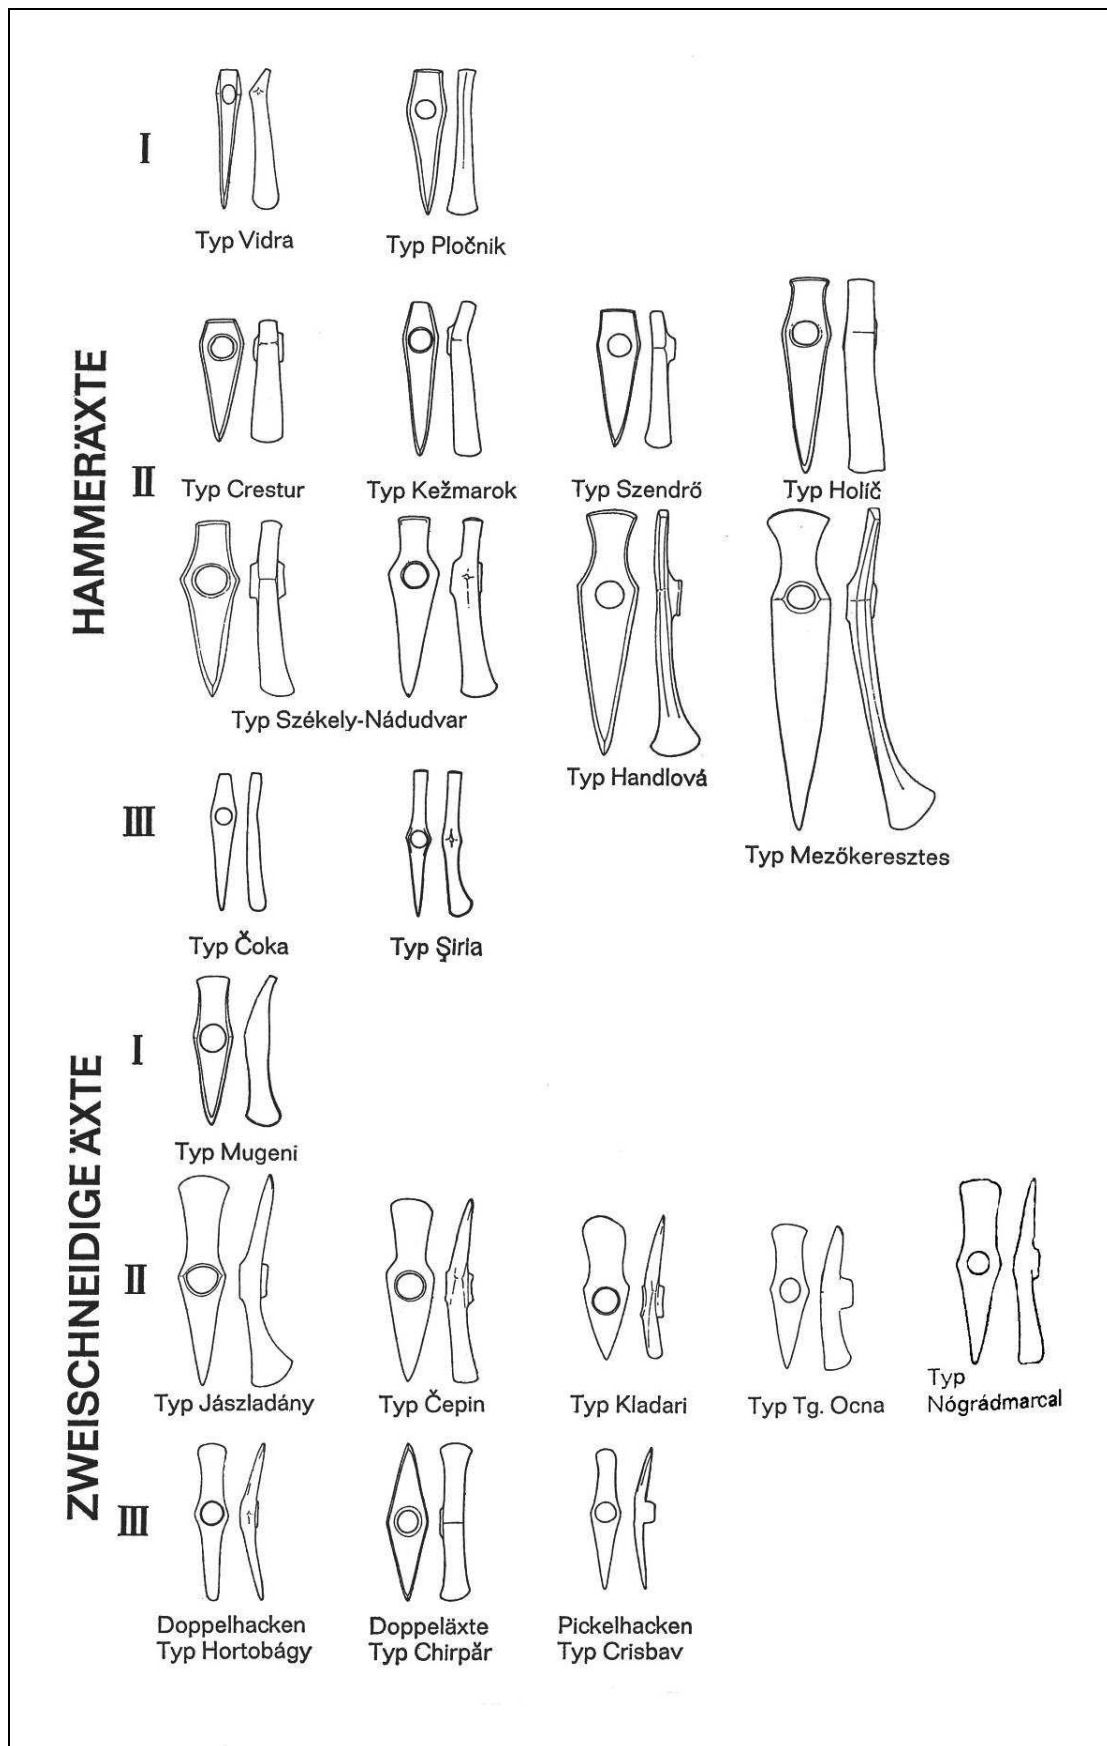 HAMMERÄXTE
I
Typ Vidra
Typ Pločnik
II
Typ Crestur
Typ Kežmarok
Typ Szendrő
Typ Holíč
Typ Székely-Nádudvar
Typ Handlová
Typ Mezőkeresztes
III
Typ Čoka
Typ Şiria
ZWEISCHNEIDIGE ÄXTE
I
Typ Mugeni
II
Typ Jászladány
Typ Čepin
Typ Kladari
Typ Tg. Ocna
Typ
Nógrádmarcal
III
Doppelhacken
Typ Hortobágy
Doppeläxte
Typ Chirpăr
Pickelhacken
Typ Crisbav